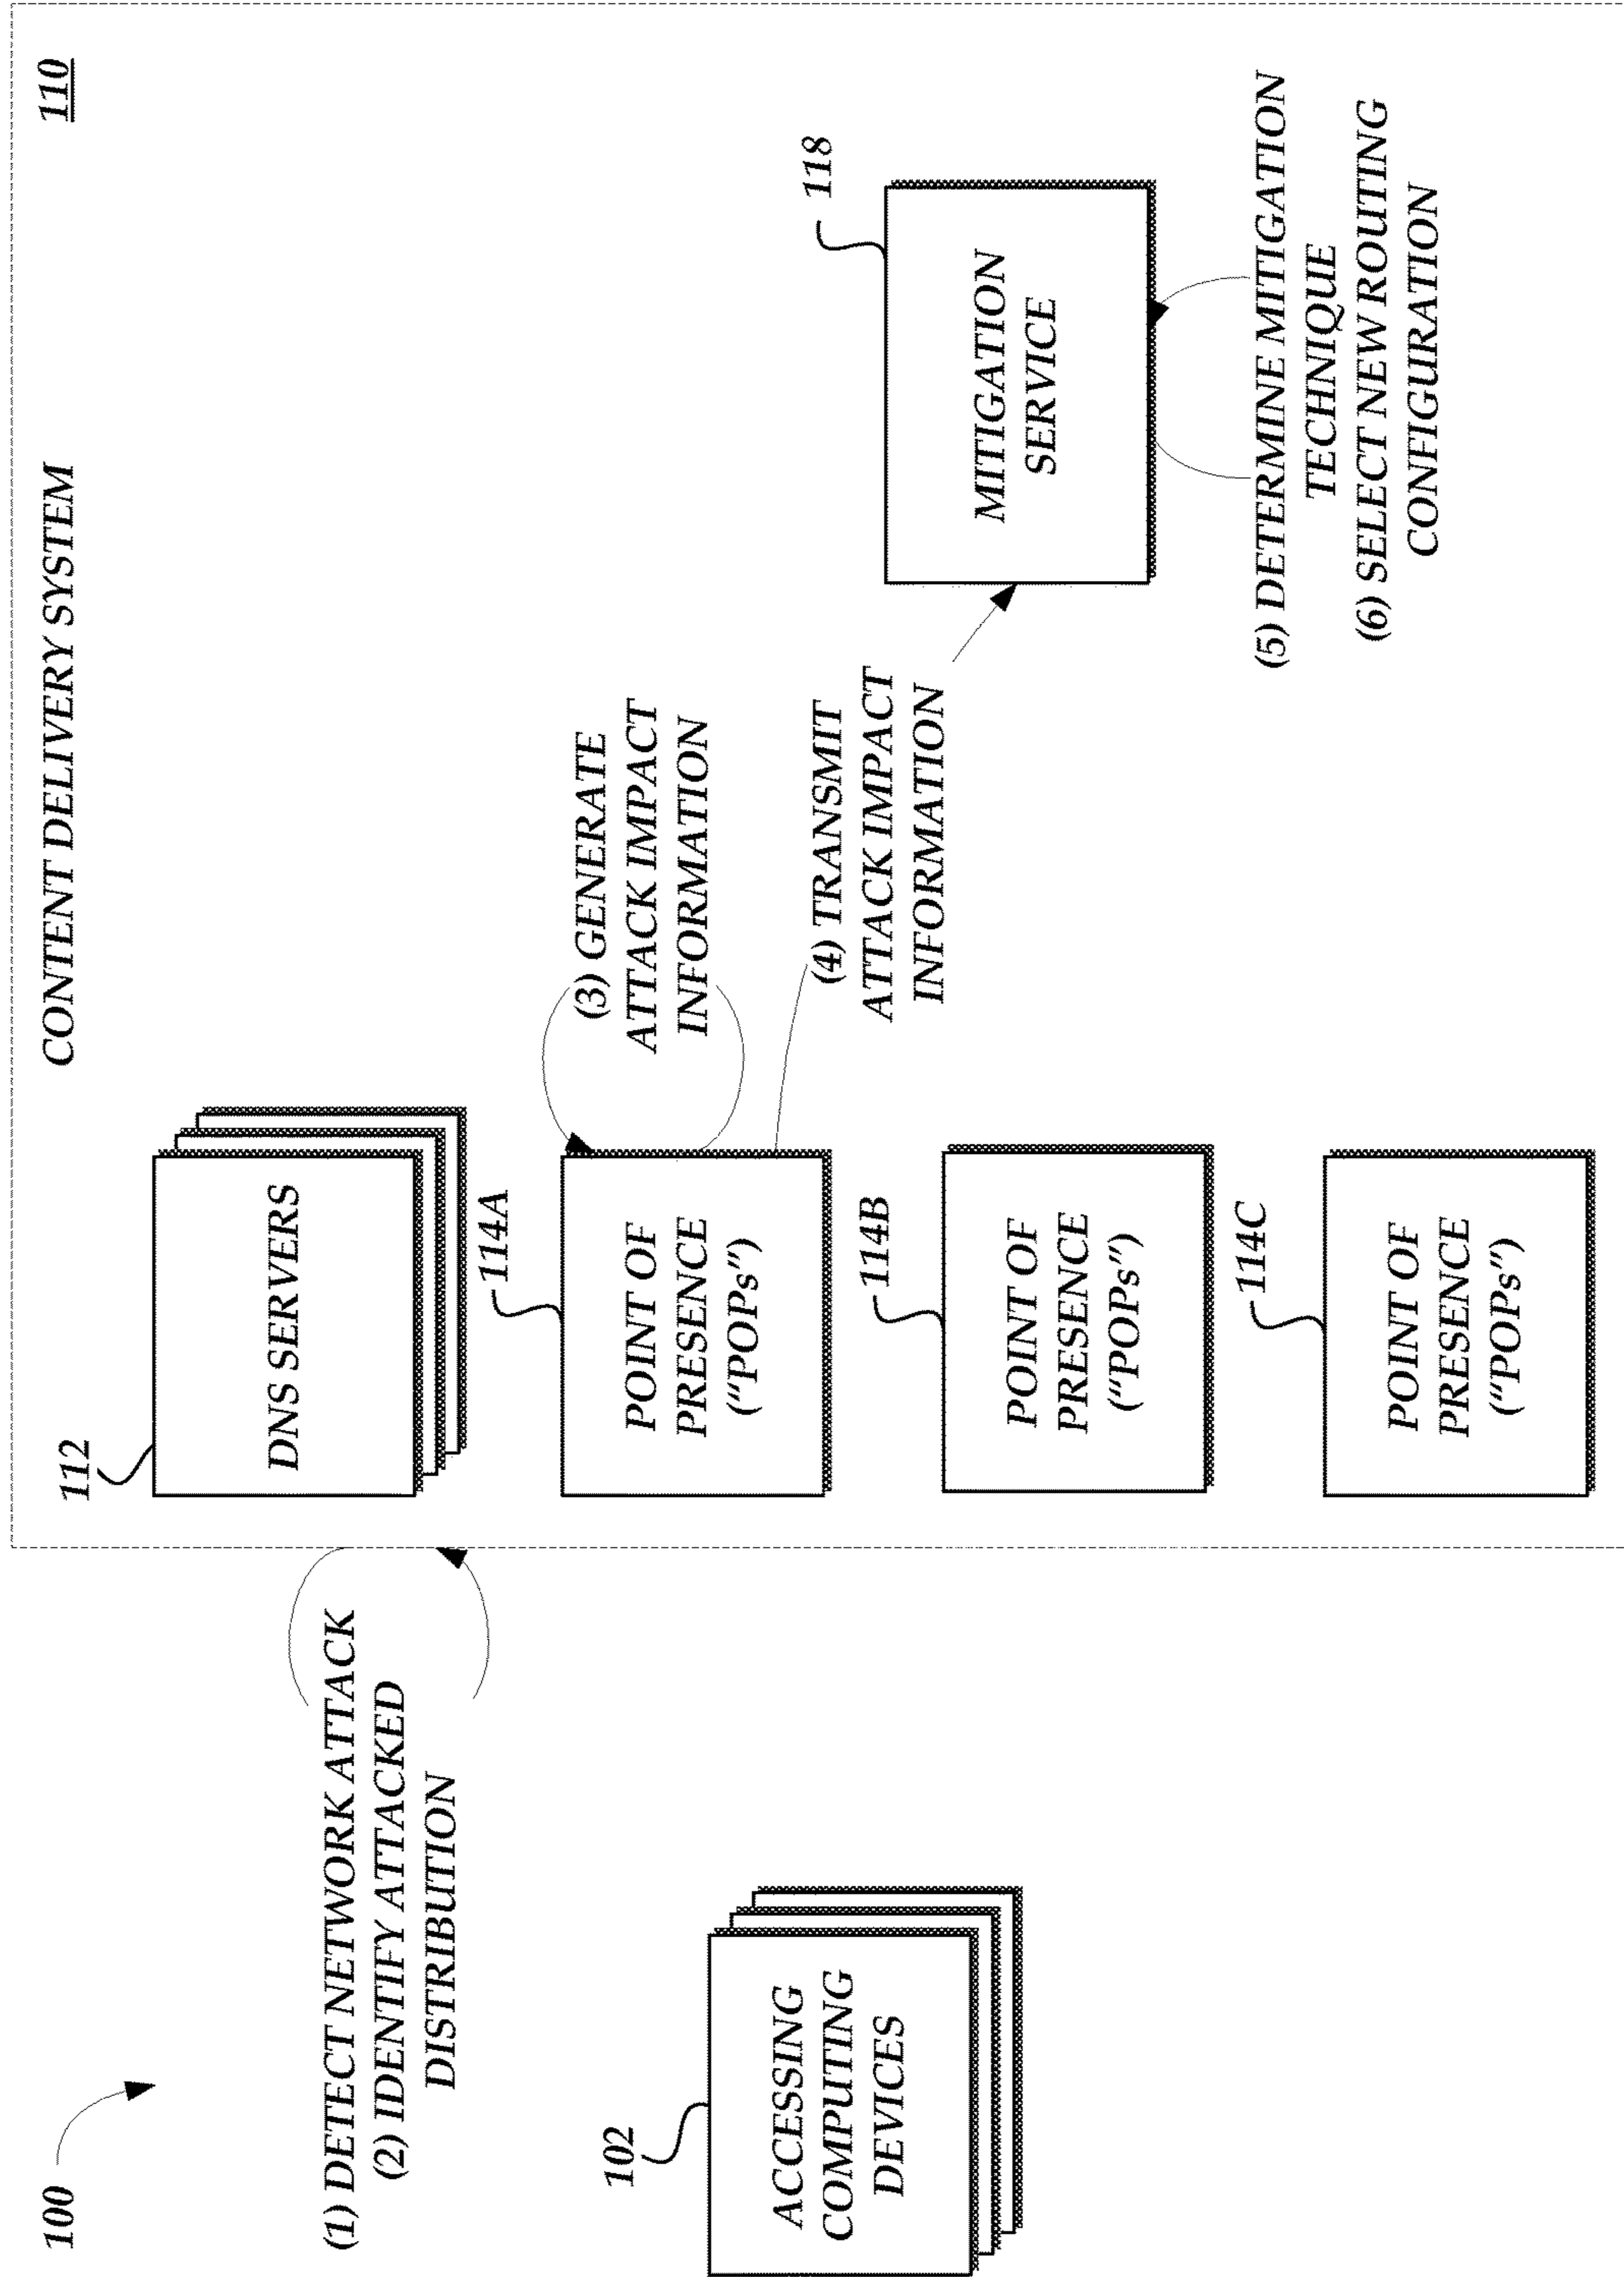 100
CONTENT DELIVERY SYSTEM
110
112
DNS SERVERS
(1) DETECT NETWORK ATTACK
(2) IDENTIFY ATTACKED
DISTRIBUTION
114A
POINT OF
PRESENCE
("POPs")
(3) GENERATE
ATTACK IMPACT
INFORMATION
102
ACCESSING
COMPUTING
DEVICES
(4) TRANSMIT
ATTACK IMPACT
INFORMATION
118
MITIGATION
SERVICE
114B
POINT OF
PRESENCE
("POPs")
(5) DETERMINE MITIGATION
TECHNIQUE
(6) SELECT NEW ROUTING
CONFIGURATION
114C
POINT OF
PRESENCE
("POPs")